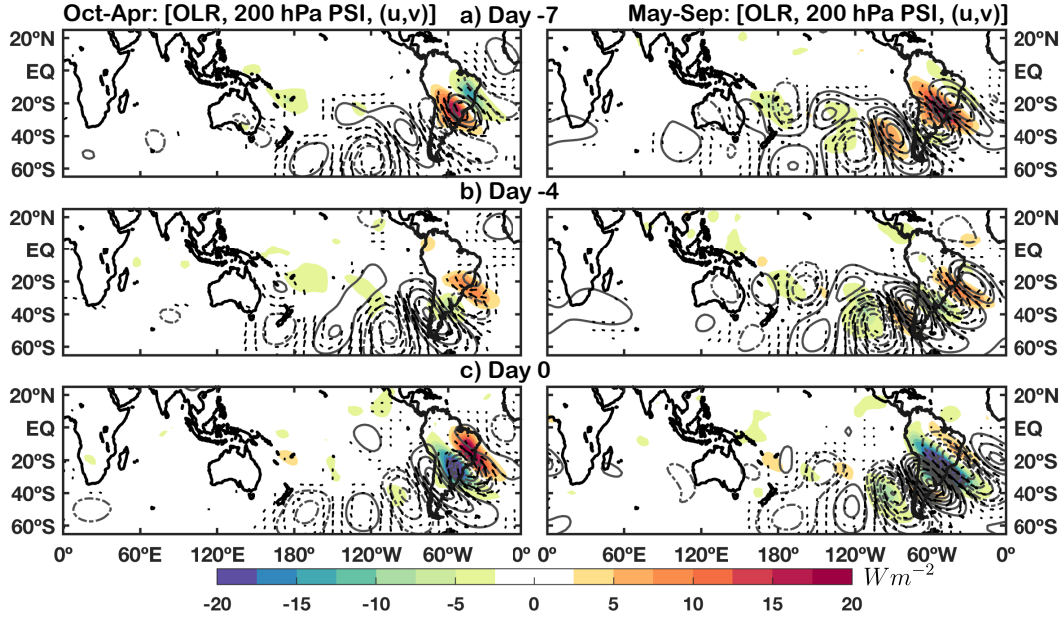 Oct-Apr: [OLR, 200 hPa PSI, (u,v)] a) Day -7 May-Sep: [OLR, 200 hPa PSI, (u,v)]
20ºN 20ºN
EQ EQ
20ºS 20ºS
40ºS 40ºS
60ºS 60ºS
b) Day -4
20ºN 20ºN
EQ EQ
20ºS 20ºS
40ºS 40ºS
60ºS 60ºS
c) Day 0
20ºN 20ºN
EQ EQ
20ºS 20ºS
40ºS 40ºS
60ºS 60ºS
0º 60ºE 120ºE 180ºE 120ºW 60ºW 0º 0º 60ºE 120ºE 180ºE 120ºW 60ºW 0º
Wm⁻²
-20 -15 -10 -5 0 5 10 15 20